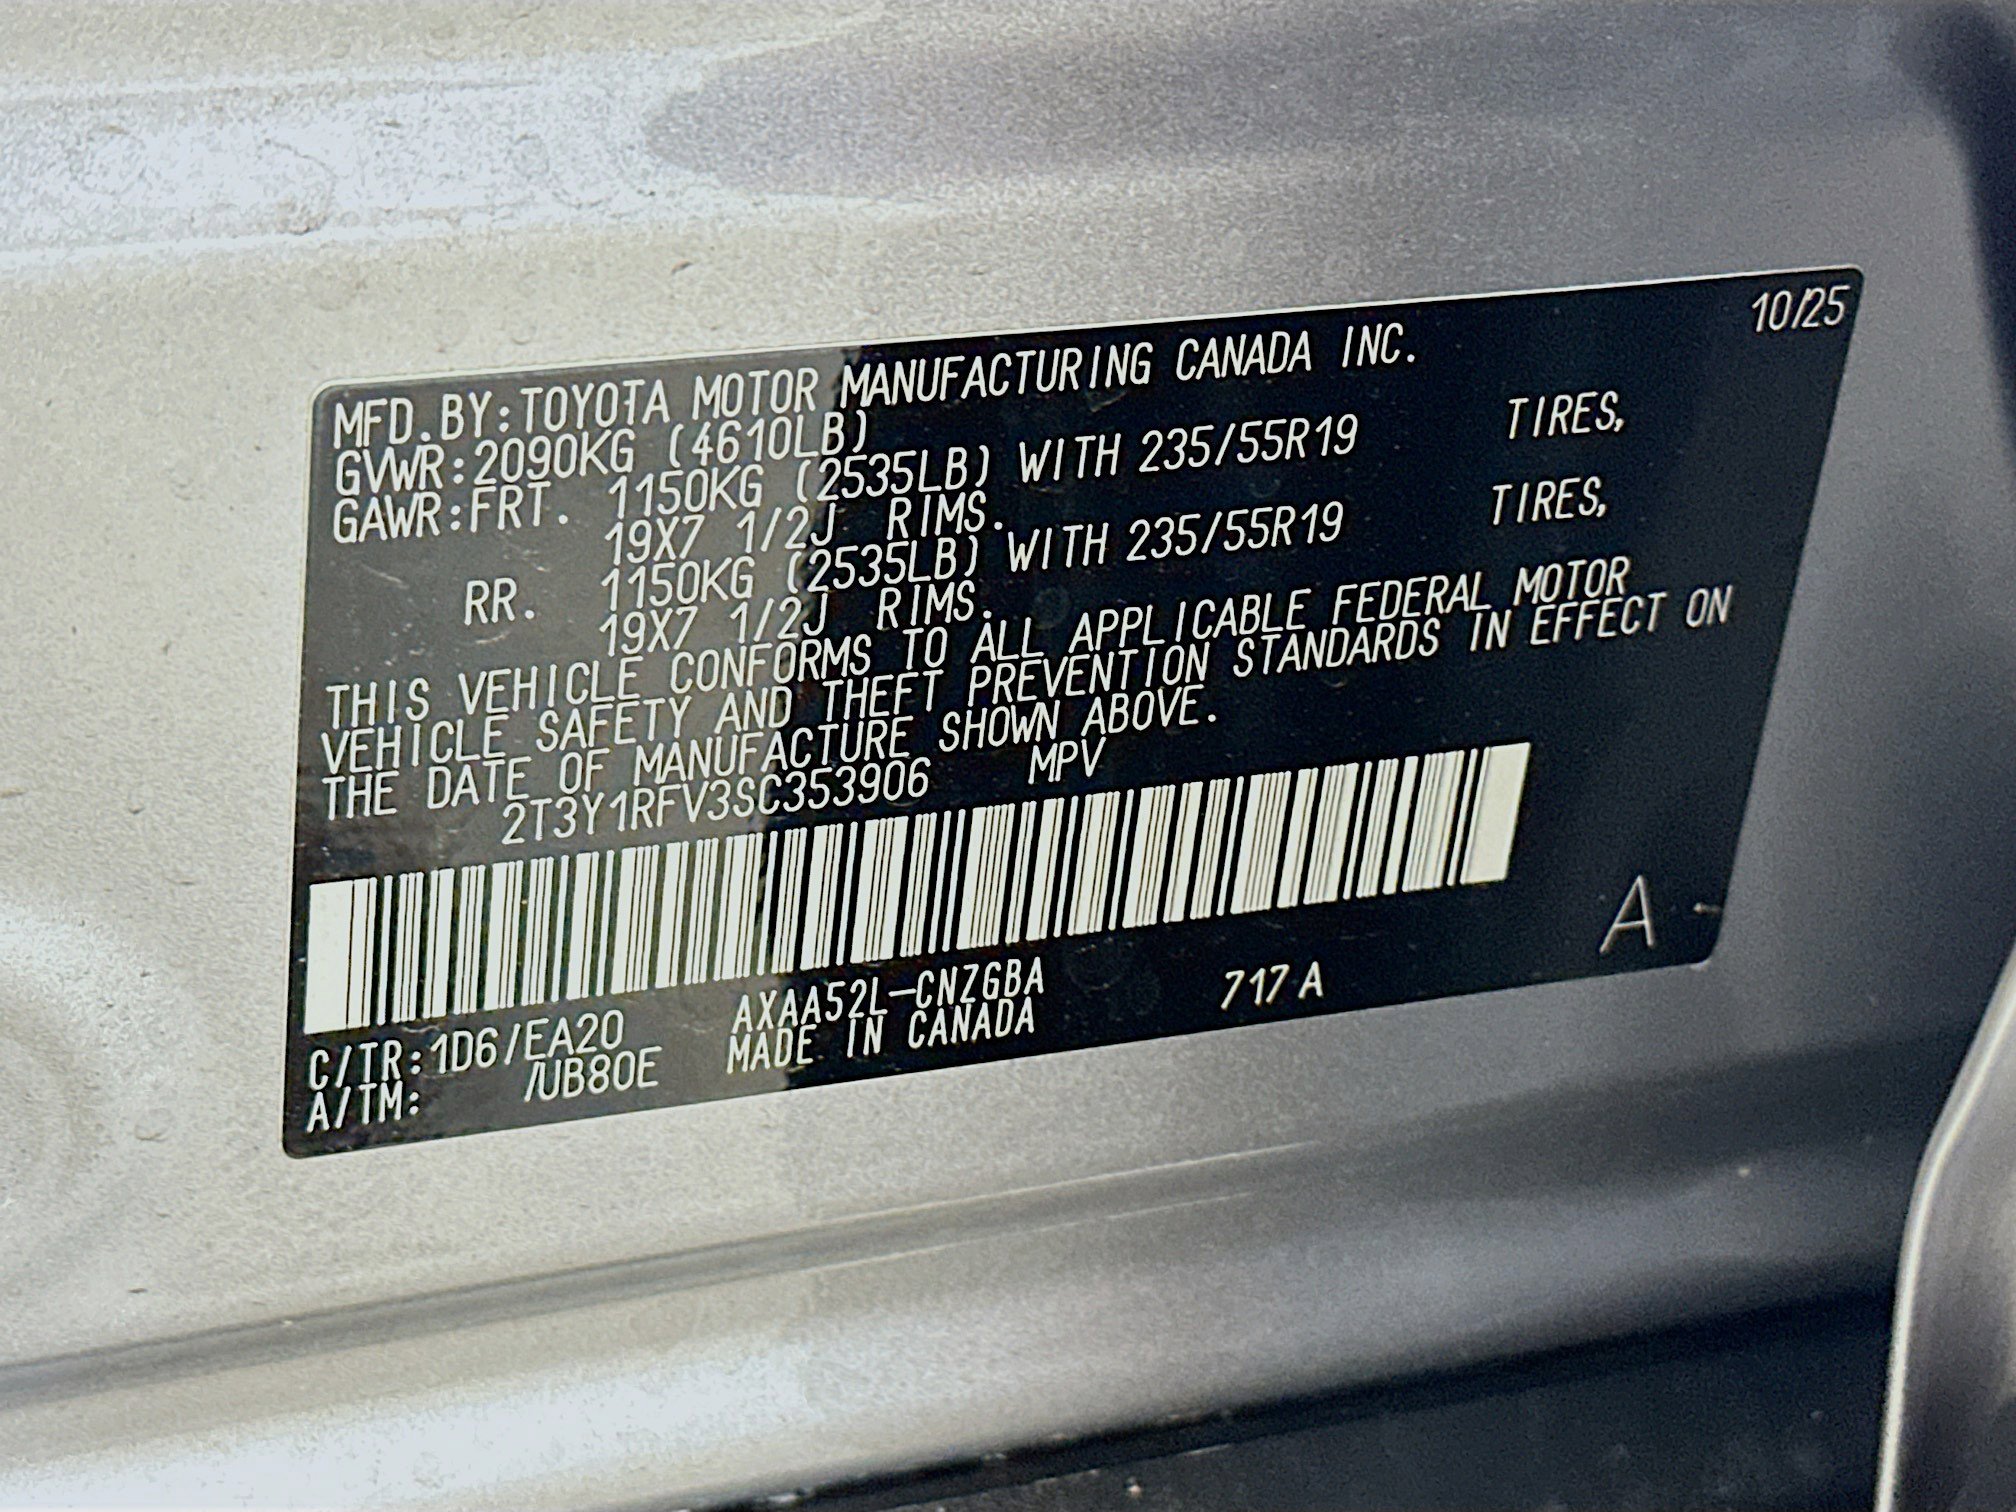 10/25
MFD. BY: TOYOTA MOTOR MANUFACTURING CANADA INC.
GVWR: 2090KG (4610LB)
GAWR: FRT. 1150KG (2535LB) WITH 235/55R19 TIRES,
19X7 1/2J RIMS.
RR. 1150KG (2535LB) WITH 235/55R19 TIRES,
19X7 1/2J RIMS.
THIS VEHICLE CONFORMS TO ALL APPLICABLE FEDERAL MOTOR
VEHICLE SAFETY AND THEFT PREVENTION STANDARDS IN EFFECT ON
THE DATE OF MANUFACTURE SHOWN ABOVE.
2T3Y1RFV3SC353906 MPV
A
C/TR: 1D6/EA20 AXAA52L-CNZGBA 717 A
A/TM: /UB80E MADE IN CANADA